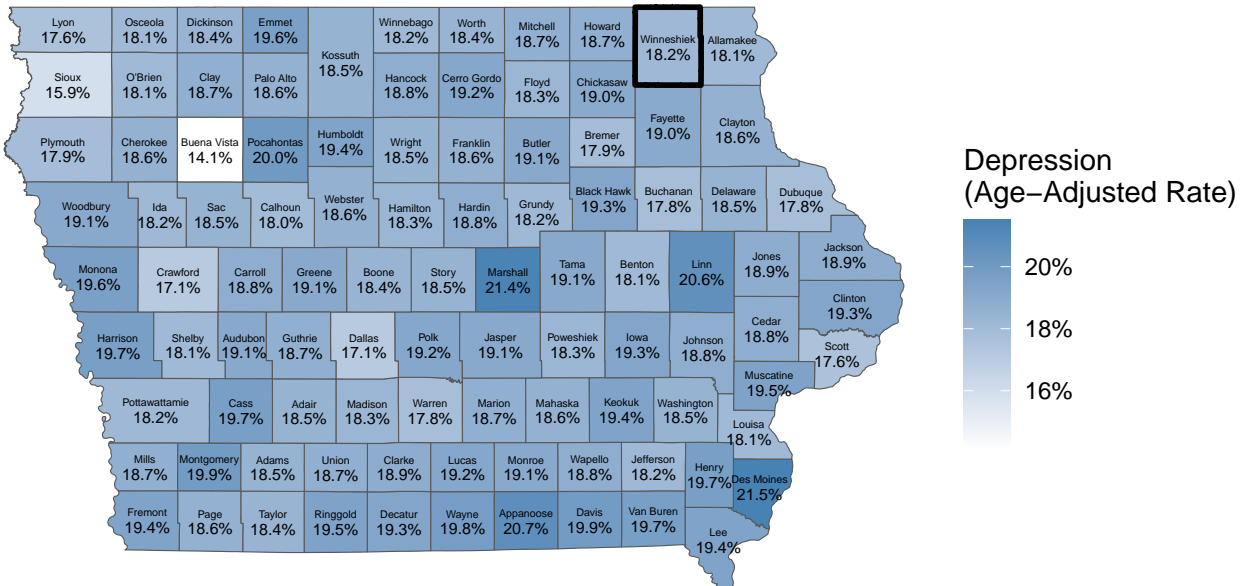 Lyon
17.6%
Osceola
18.1%
Dickinson
18.4%
Emmet
19.6%
Kossuth
18.5%
Winnebago
18.2%
Worth
18.4%
Mitchell
18.7%
Howard
18.7%
Winneshiek
18.2%
Allamakee
18.1%
Sioux
15.9%
O'Brien
18.1%
Clay
18.7%
Palo Alto
18.6%
Hancock
18.8%
Cerro Gordo
19.2%
Floyd
18.3%
Chickasaw
19.0%
Fayette
19.0%
Clayton
18.6%
Plymouth
17.9%
Cherokee
18.6%
Buena Vista
14.1%
Pocahontas
20.0%
Humboldt
19.4%
Wright
18.5%
Franklin
18.6%
Butler
19.1%
Bremer
17.9%
Woodbury
19.1%
Ida
18.2%
Sac
18.5%
Calhoun
18.0%
Webster
18.6%
Hamilton
18.3%
Hardin
18.8%
Grundy
18.2%
Black Hawk
19.3%
Buchanan
17.8%
Delaware
18.5%
Dubuque
17.8%
Monona
19.6%
Crawford
17.1%
Carroll
18.8%
Greene
19.1%
Boone
18.4%
Story
18.5%
Marshall
21.4%
Tama
19.1%
Benton
18.1%
Linn
20.6%
Jones
18.9%
Jackson
18.9%
Clinton
19.3%
Harrison
19.7%
Shelby
18.1%
Audubon
19.1%
Guthrie
18.7%
Dallas
17.1%
Polk
19.2%
Jasper
19.1%
Poweshiek
18.3%
Iowa
19.3%
Johnson
18.8%
Cedar
18.8%
Scott
17.6%
Muscatine
19.5%
Pottawattamie
18.2%
Cass
19.7%
Adair
18.5%
Madison
18.3%
Warren
17.8%
Marion
18.7%
Mahaska
18.6%
Keokuk
19.4%
Washington
18.5%
Louisa
18.1%
Mills
18.7%
Montgomery
19.9%
Adams
18.5%
Union
18.7%
Clarke
18.9%
Lucas
19.2%
Monroe
19.1%
Wapello
18.8%
Jefferson
18.2%
Henry
19.7%
Des Moines
21.5%
Fremont
19.4%
Page
18.6%
Taylor
18.4%
Ringgold
19.5%
Decatur
19.3%
Wayne
19.8%
Appanoose
20.7%
Davis
19.9%
Van Buren
19.7%
Lee
19.4%
Depression
(Age−Adjusted Rate)
20%
18%
16%